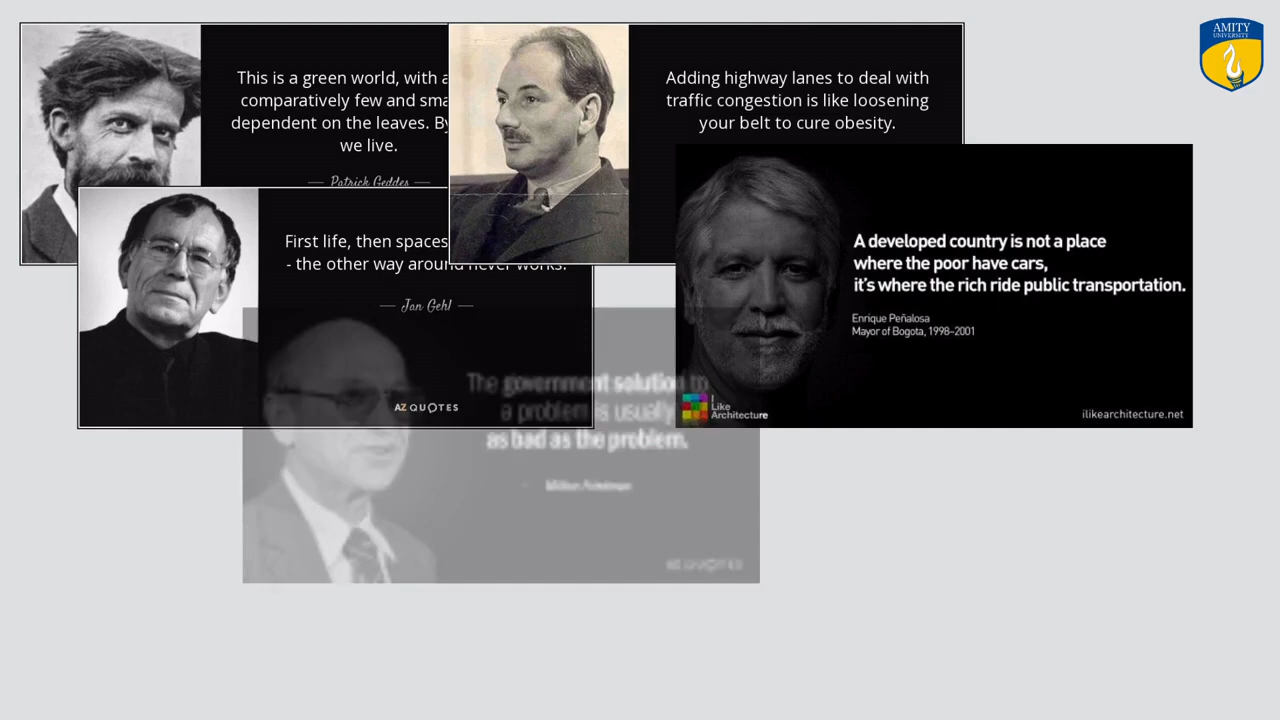 This is a green world, with a
comparatively few and sma
dependent on the leaves. By
we live.
Patrick Geddes
Adding highway lanes to deal with
traffic congestion is like loosening
your belt to cure obesity.
AMITY
UNIVERSITY
First life, then spaces
- the other way around never works.
Jan Gehl
AZ QUOTES
A developed country is not a place
where the poor have cars,
it's where the rich ride public transportation.
Enrique Peñalosa
Mayor of Bogota, 1998–2001
I
Like
Architecture
ilikearchitecture.net
The government solution to
a problem is usually
as bad as the problem.
Milton Friedman
AZ QUOTES